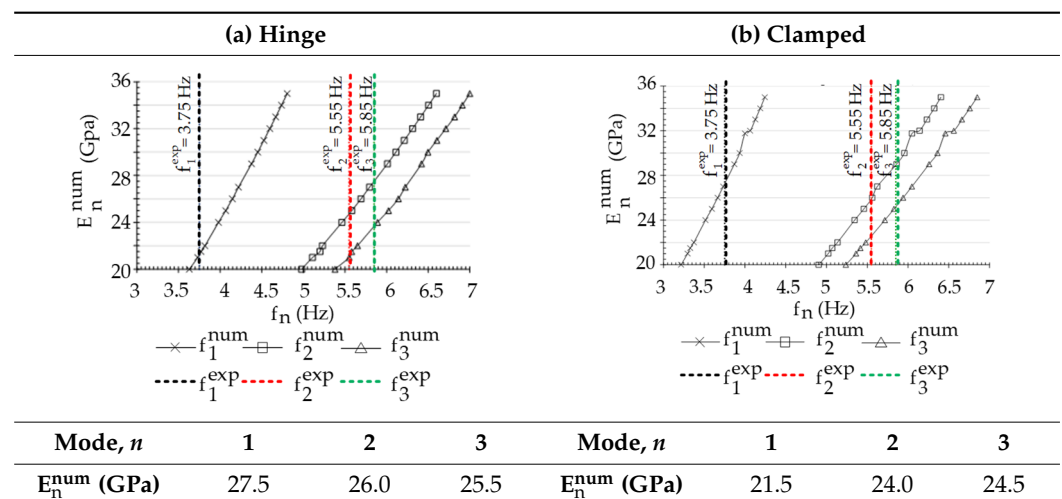 (a) Hinge (b) Clamped
36
32
28
24
20
E_n^num (Gpa)
f_1^exp = 3.75 Hz
f_2^exp = 5.55 Hz
f_3^exp = 5.85 Hz
3 3.5 4 4.5 5 5.5 6 6.5 7
f_n (Hz)
f_1^num f_2^num f_3^num
f_1^exp f_2^exp f_3^exp
36
32
28
24
20
E_n^num (GPa)
f_1^exp = 3.75 Hz
f_2^exp = 5.55 Hz
f_3^exp = 5.85 Hz
3 3.5 4 4.5 5 5.5 6 6.5 7
f_n (Hz)
f_1^num f_2^num f_3^num
f_1^exp f_2^exp f_3^exp
Mode, n 1 2 3 Mode, n 1 2 3
E_n^num (GPa) 27.5 26.0 25.5 E_n^num (GPa) 21.5 24.0 24.5